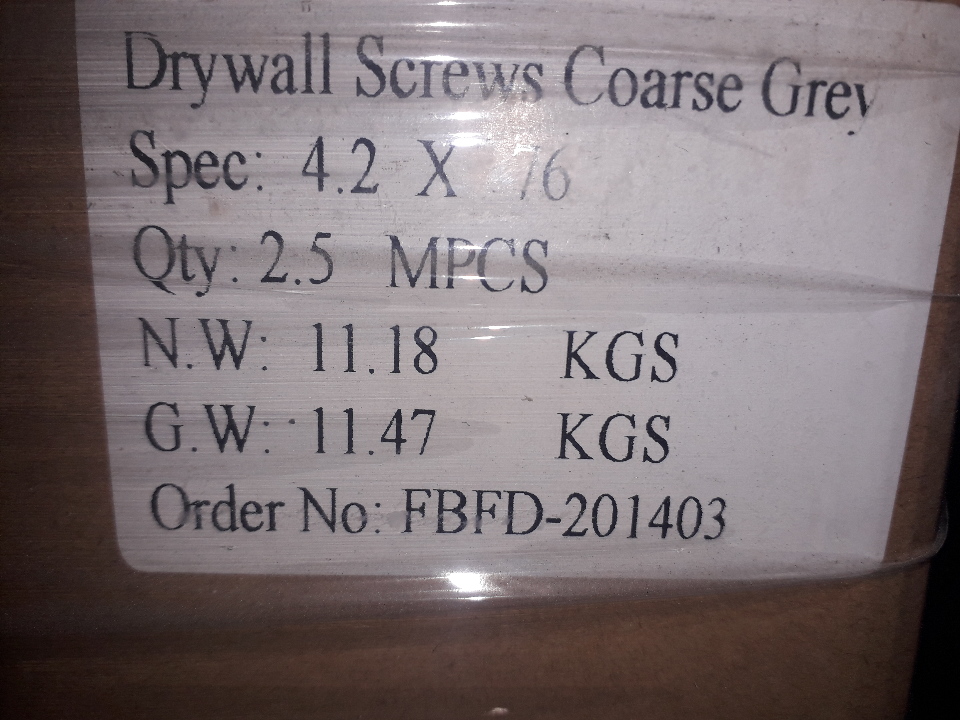 Drywall Screws Coarse Grey
Spec: 4.2 X 76
Qty: 2.5 MPCS
N.W: 11.18 KGS
G.W: 11.47 KGS
Order No: FBFD-201403